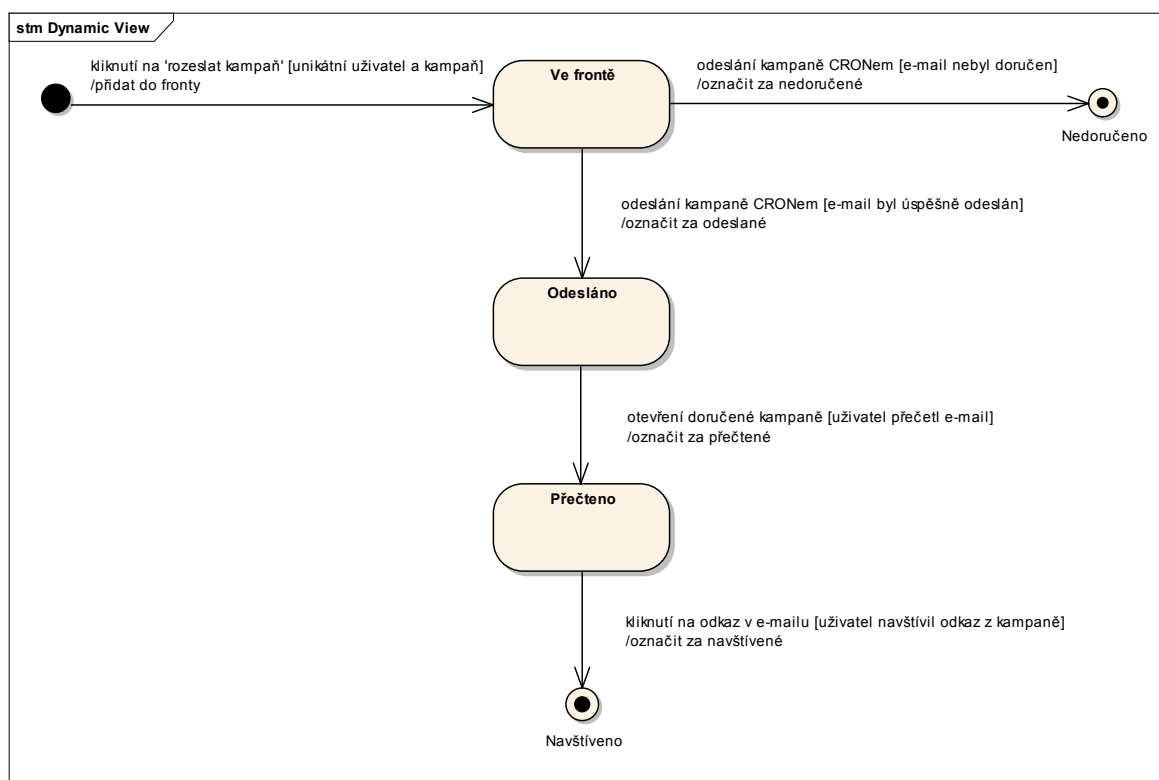 stm Dynamic View
kliknutí na 'rozeslat kampaň' [unikátní uživatel a kampaň]
/přidat do fronty
Ve frontě
odeslání kampaně CRONem [e-mail nebyl doručen]
/označit za nedoručené
Nedoručeno
odeslání kampaně CRONem [e-mail byl úspěšně odeslán]
/označit za odeslané
Odesláno
otevření doručené kampaně [uživatel přečetl e-mail]
/označit za přečtené
Přečteno
kliknutí na odkaz v e-mailu [uživatel navštívil odkaz z kampaně]
/označit za navštívené
Navštíveno